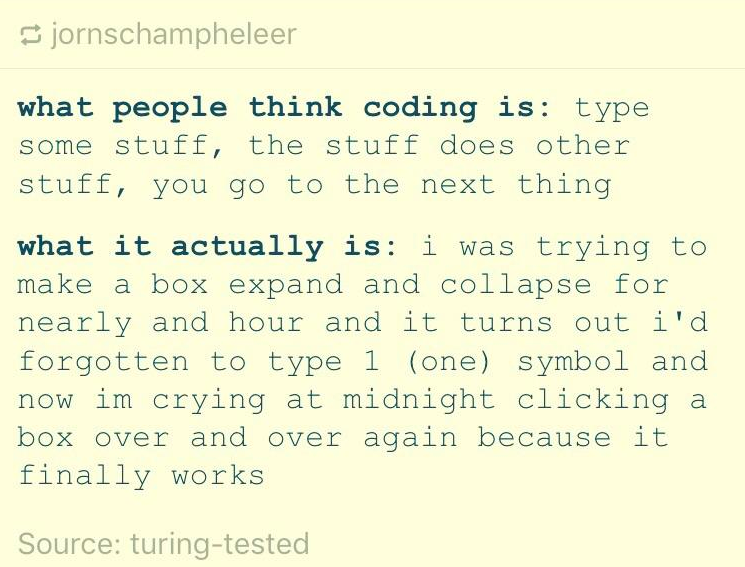 jornschampheleer
what people think coding is: type
some stuff, the stuff does other
stuff, you go to the next thing
what it actually is: i was trying to
make a box expand and collapse for
nearly and hour and it turns out i'd
forgotten to type 1 (one) symbol and
now im crying at midnight clicking a
box over and over again because it
finally works
Source: turing-tested